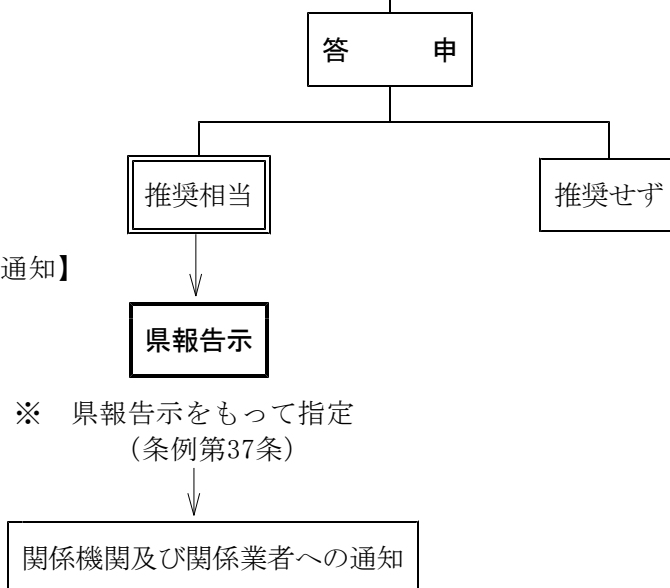 答　　申
推奨相当
推奨せず
通知】
県報告示
※　県報告示をもって指定
（条例第37条）
関係機関及び関係業者への通知